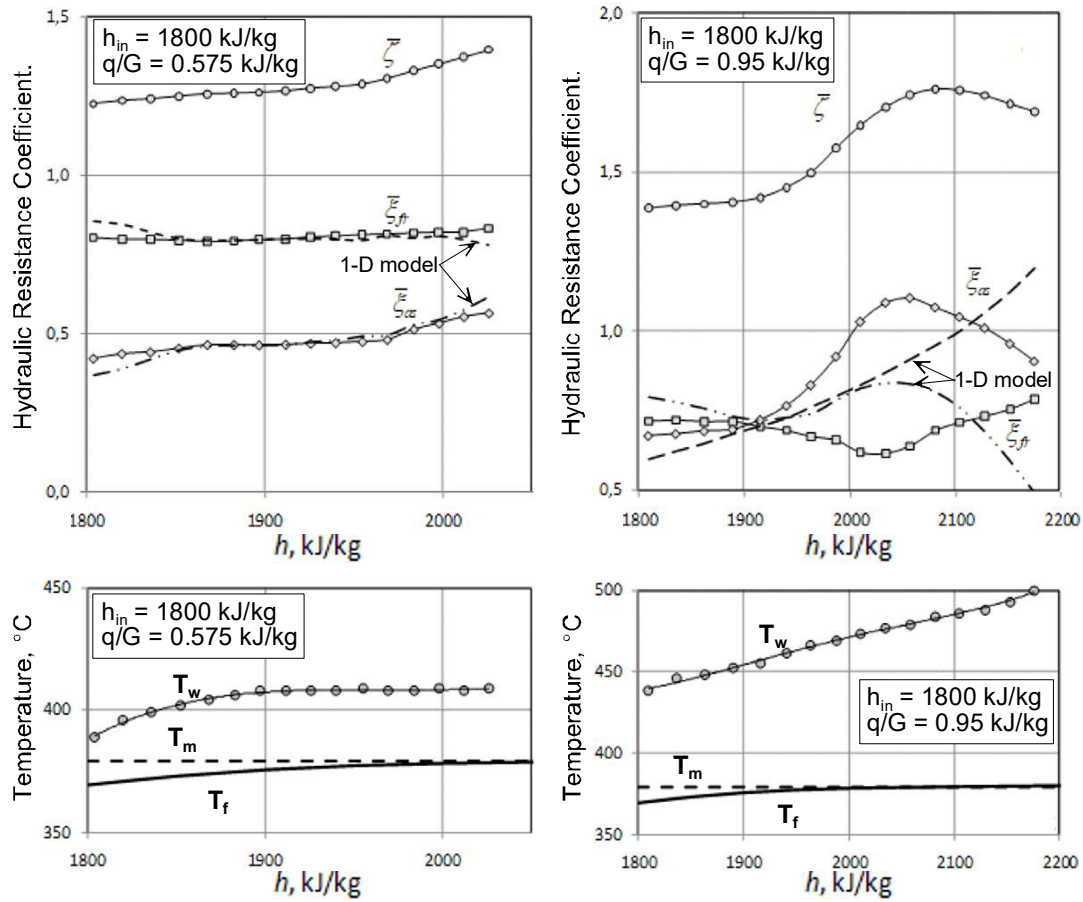 Hydraulic Resistance Coefficient.
1,5
1,0
0,5
0,0
h_in = 1800 kJ/kg
q/G = 0.575 kJ/kg
ζ̅
ξ̅_fr
1-D model
ξ̅_ac
1800
1900
2000
h, kJ/kg
Hydraulic Resistance Coefficient.
2,0
1,5
1,0
0,5
h_in = 1800 kJ/kg
q/G = 0.95 kJ/kg
ζ̅
ξ̅_ac
1-D model
ξ̅_fr
1800
1900
2000
2100
2200
h, kJ/kg
Temperature, °C
450
400
350
h_in = 1800 kJ/kg
q/G = 0.575 kJ/kg
T_w
T_m
T_f
1800
1900
2000
h, kJ/kg
Temperature, °C
500
450
400
350
T_w
h_in = 1800 kJ/kg
q/G = 0.95 kJ/kg
T_m
T_f
1800
1900
2000
2100
2200
h, kJ/kg